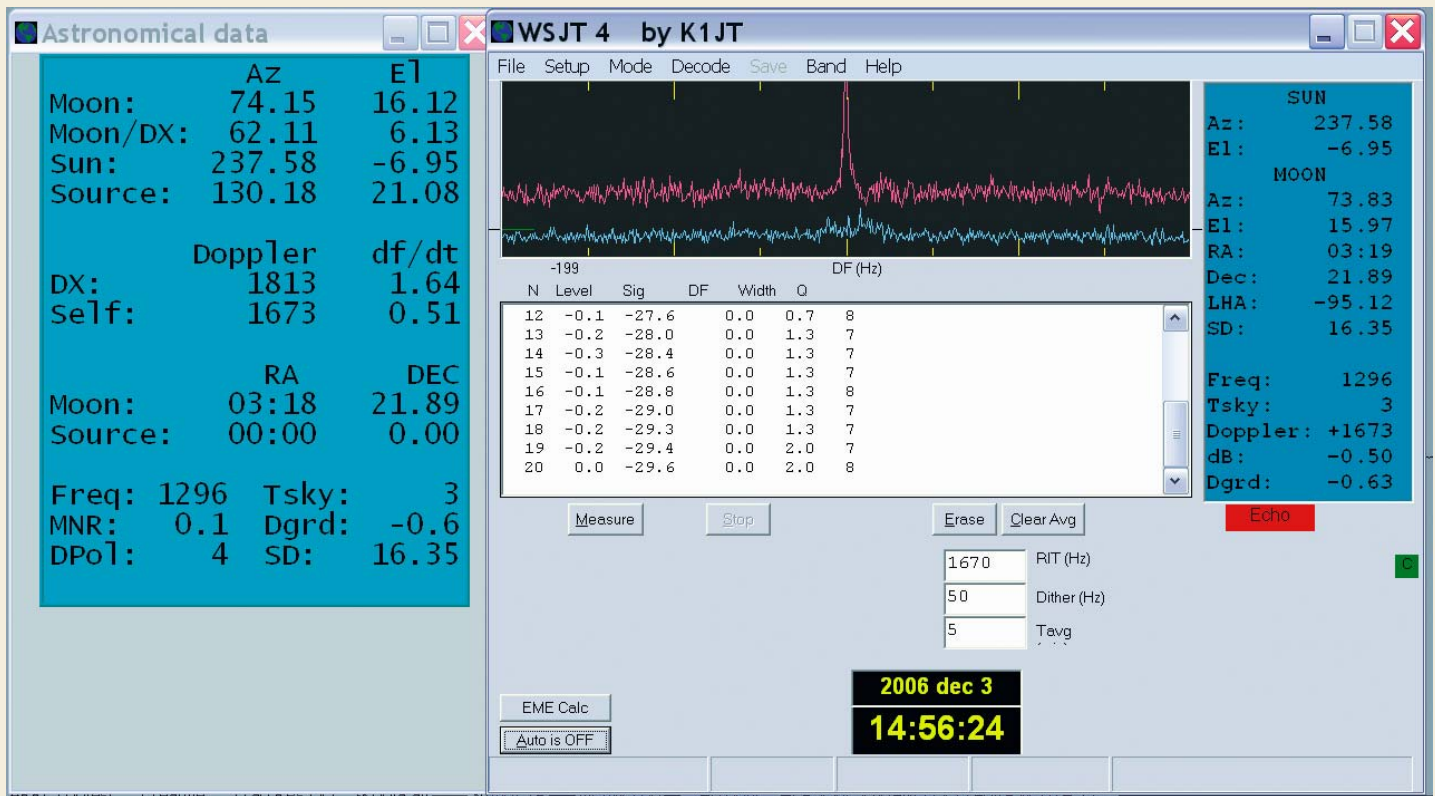 Astronomical data
Az El
Moon: 74.15 16.12
Moon/DX: 62.11 6.13
Sun: 237.58 -6.95
Source: 130.18 21.08
Doppler df/dt
DX: 1813 1.64
Self: 1673 0.51
RA DEC
Moon: 03:18 21.89
Source: 00:00 0.00
Freq: 1296 Tsky: 3
MNR: 0.1 Dgrd: -0.6
DPol: 4 SD: 16.35
WSJT 4 by K1JT
File Setup Mode Decode Save Band Help
-199 DF (Hz)
N Level Sig DF Width Q
12 -0.1 -27.6 0.0 0.7 8
13 -0.2 -28.0 0.0 1.3 7
14 -0.3 -28.4 0.0 1.3 7
15 -0.1 -28.6 0.0 1.3 7
16 -0.1 -28.8 0.0 1.3 8
17 -0.2 -29.0 0.0 1.3 7
18 -0.2 -29.3 0.0 1.3 7
19 -0.2 -29.4 0.0 2.0 7
20 0.0 -29.6 0.0 2.0 8
Measure Stop Erase Clear Avg
1670 RIT (Hz)
50 Dither (Hz)
5 Tavg
2006 dec 3
14:56:24
EME Calc
Auto is OFF
SUN
Az: 237.58
El: -6.95
MOON
Az: 73.83
El: 15.97
RA: 03:19
Dec: 21.89
LHA: -95.12
SD: 16.35
Freq: 1296
Tsky: 3
Doppler: +1673
dB: -0.50
Dgrd: -0.63
Echo
C